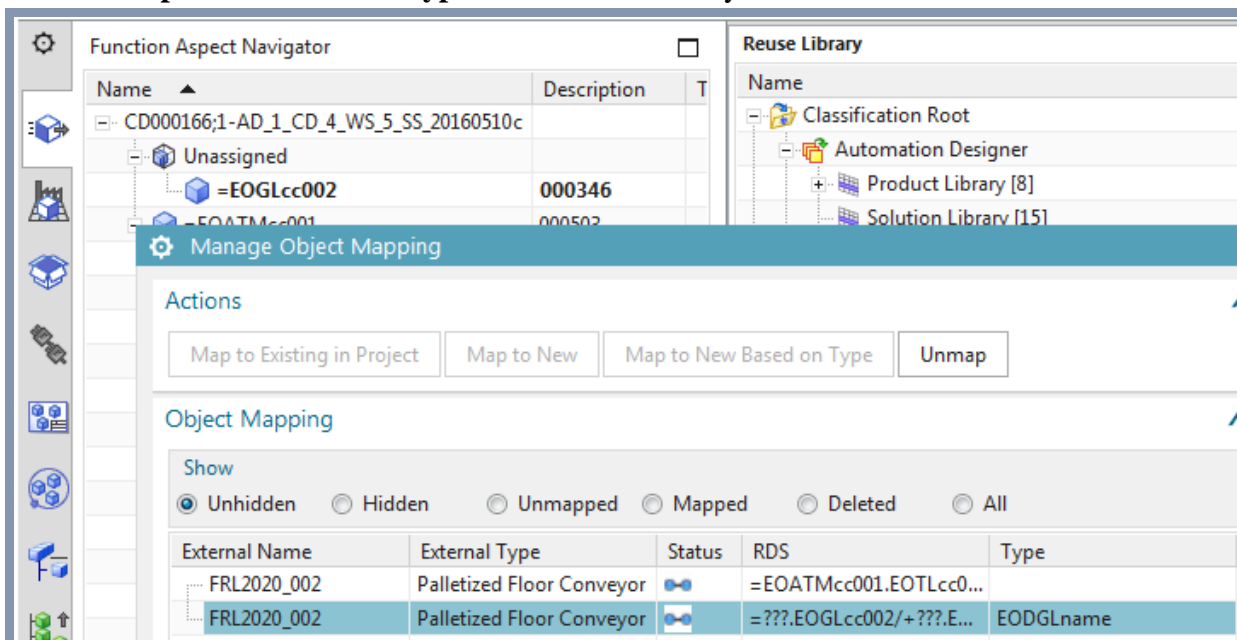 Function Aspect Navigator
Reuse Library
Name Description T
Name
CD000166;1-AD_1_CD_4_WS_5_SS_20160510c
Classification Root
Unassigned
Automation Designer
=EOGLcc002 000346
Product Library [8]
=EOATMcc001 000503
Solution Library [15]
Manage Object Mapping
Actions
Map to Existing in Project Map to New Map to New Based on Type Unmap
Object Mapping
Show
Unhidden Hidden Unmapped Mapped Deleted All
External Name External Type Status RDS Type
FRL2020_002 Palletized Floor Conveyor =EOATMcc001.EOTLcc0...
FRL2020_002 Palletized Floor Conveyor =???.EOGLcc002/+???.E... EODGLname